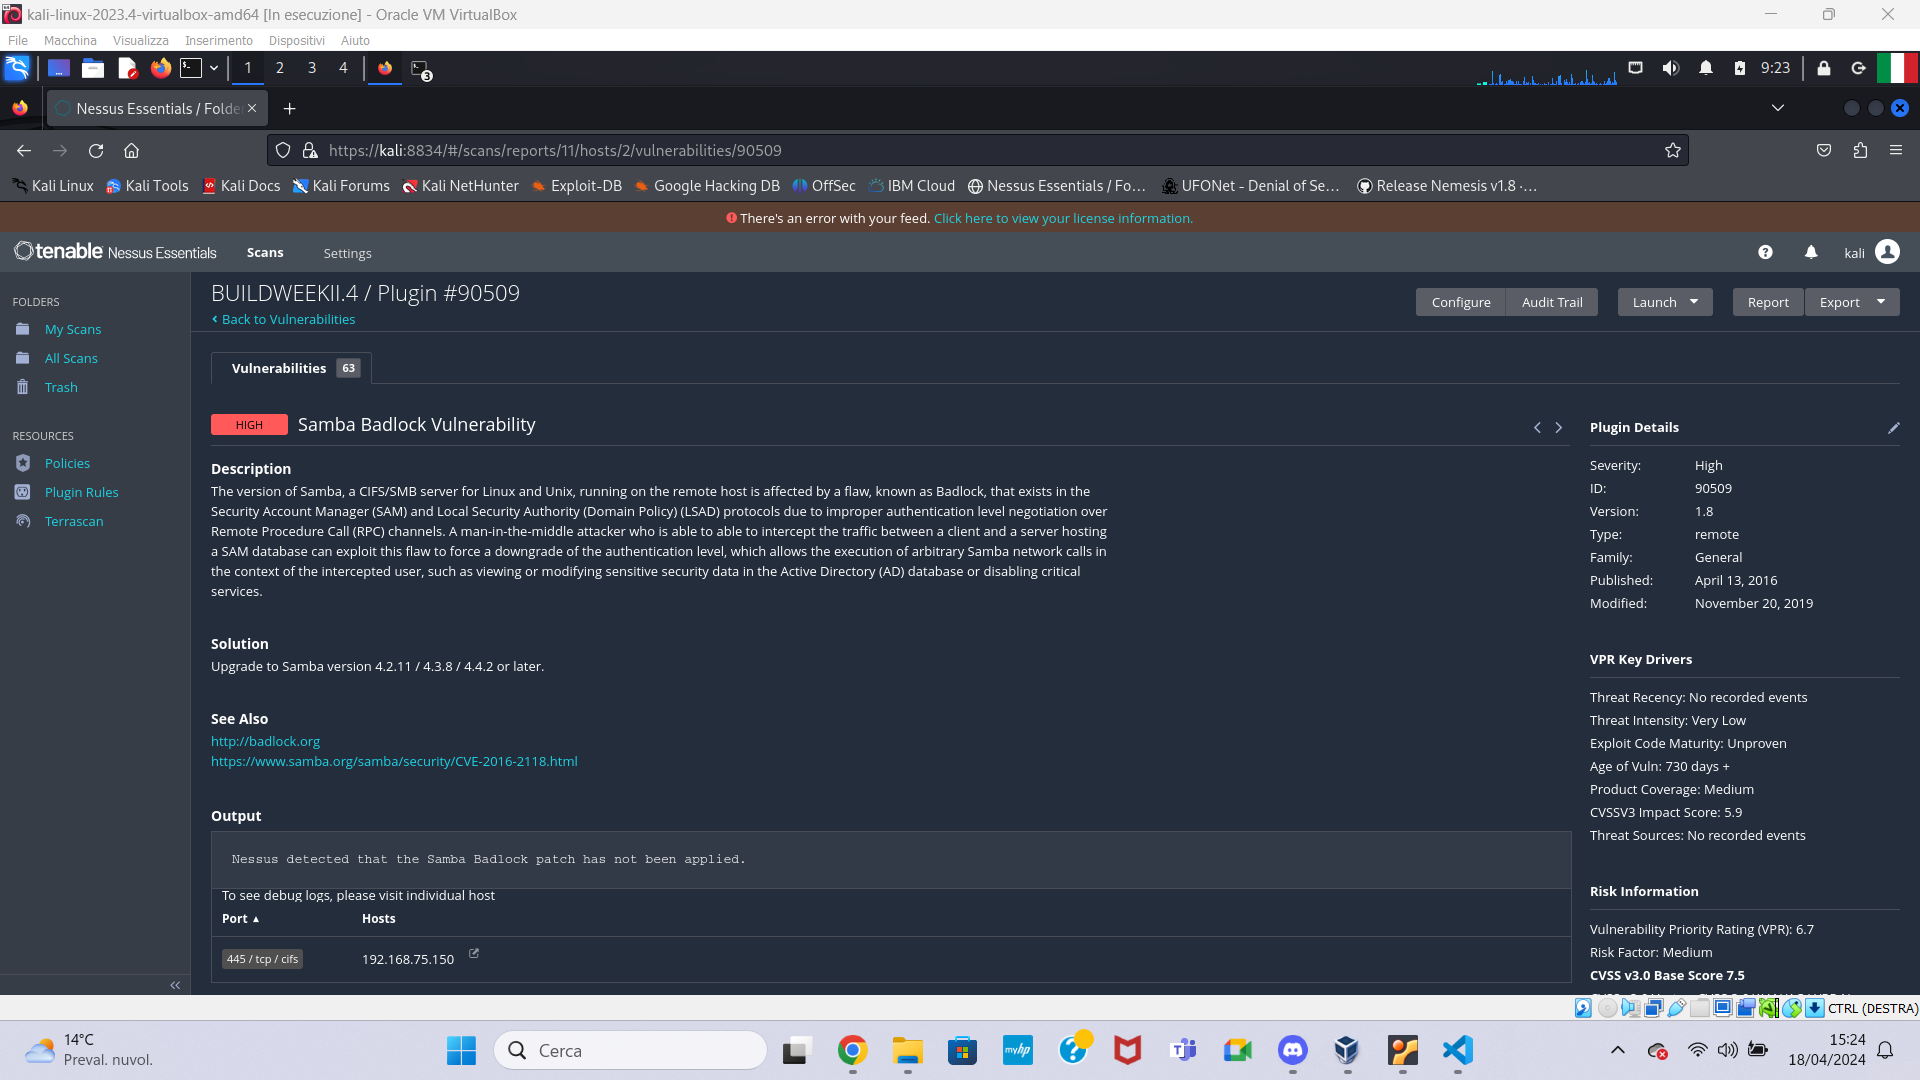 kali-linux-2023.4-virtualbox-amd64 [In esecuzione] - Oracle VM VirtualBox
File Macchina Visualizza Inserimento Dispositivi Aiuto
1 2 3 4 3 9:23
Nessus Essentials / Folde
https://kali:8834/#/scans/reports/11/hosts/2/vulnerabilities/90509
Kali Linux Kali Tools Kali Docs Kali Forums Kali NetHunter Exploit-DB Google Hacking DB OffSec IBM Cloud Nessus Essentials / Fo... UFONet - Denial of Se... Release Nemesis v1.8 ·...
There's an error with your feed. Click here to view your license information.
tenable Nessus Essentials Scans Settings kali
FOLDERS
My Scans
All Scans
Trash
RESOURCES
Policies
Plugin Rules
Terrascan
BUILDWEEKII.4 / Plugin #90509
Back to Vulnerabilities
Configure Audit Trail Launch Report Export
Vulnerabilities 63
HIGH Samba Badlock Vulnerability
Description
The version of Samba, a CIFS/SMB server for Linux and Unix, running on the remote host is affected by a flaw, known as Badlock, that exists in the
Security Account Manager (SAM) and Local Security Authority (Domain Policy) (LSAD) protocols due to improper authentication level negotiation over
Remote Procedure Call (RPC) channels. A man-in-the-middle attacker who is able to able to intercept the traffic between a client and a server hosting
a SAM database can exploit this flaw to force a downgrade of the authentication level, which allows the execution of arbitrary Samba network calls in
the context of the intercepted user, such as viewing or modifying sensitive security data in the Active Directory (AD) database or disabling critical
services.
Solution
Upgrade to Samba version 4.2.11 / 4.3.8 / 4.4.2 or later.
See Also
http://badlock.org
https://www.samba.org/samba/security/CVE-2016-2118.html
Output
Nessus detected that the Samba Badlock patch has not been applied.
To see debug logs, please visit individual host
Port Hosts
445 / tcp / cifs 192.168.75.150
Plugin Details
Severity: High
ID: 90509
Version: 1.8
Type: remote
Family: General
Published: April 13, 2016
Modified: November 20, 2019
VPR Key Drivers
Threat Recency: No recorded events
Threat Intensity: Very Low
Exploit Code Maturity: Unproven
Age of Vuln: 730 days +
Product Coverage: Medium
CVSSV3 Impact Score: 5.9
Threat Sources: No recorded events
Risk Information
Vulnerability Priority Rating (VPR): 6.7
Risk Factor: Medium
CVSS v3.0 Base Score 7.5
CTRL (DESTRA)
14°C
Preval. nuvol.
Cerca
myhp
15:24
18/04/2024